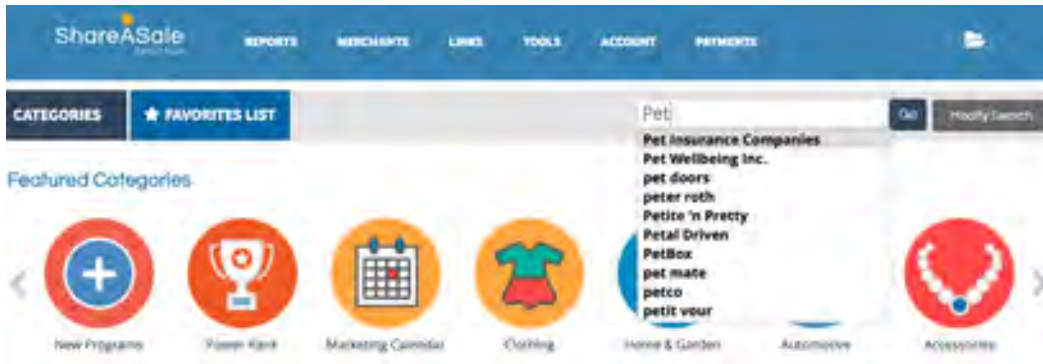 ShareASale
REPORTS MERCHANTS LINKS TOOLS ACCOUNT PAYMENTS
CATEGORIES ★ FAVORITES LIST Pet Go! Modify Search
Pet Insurance Companies
Pet Wellbeing Inc.
pet doors
peter roth
Petite 'n Pretty
Petal Driven
PetBox
pet mate
petco
petit vour
Featured Categories
New Programs Power Rank Marketing Calendar Clothing Home & Garden Automotive Accessories